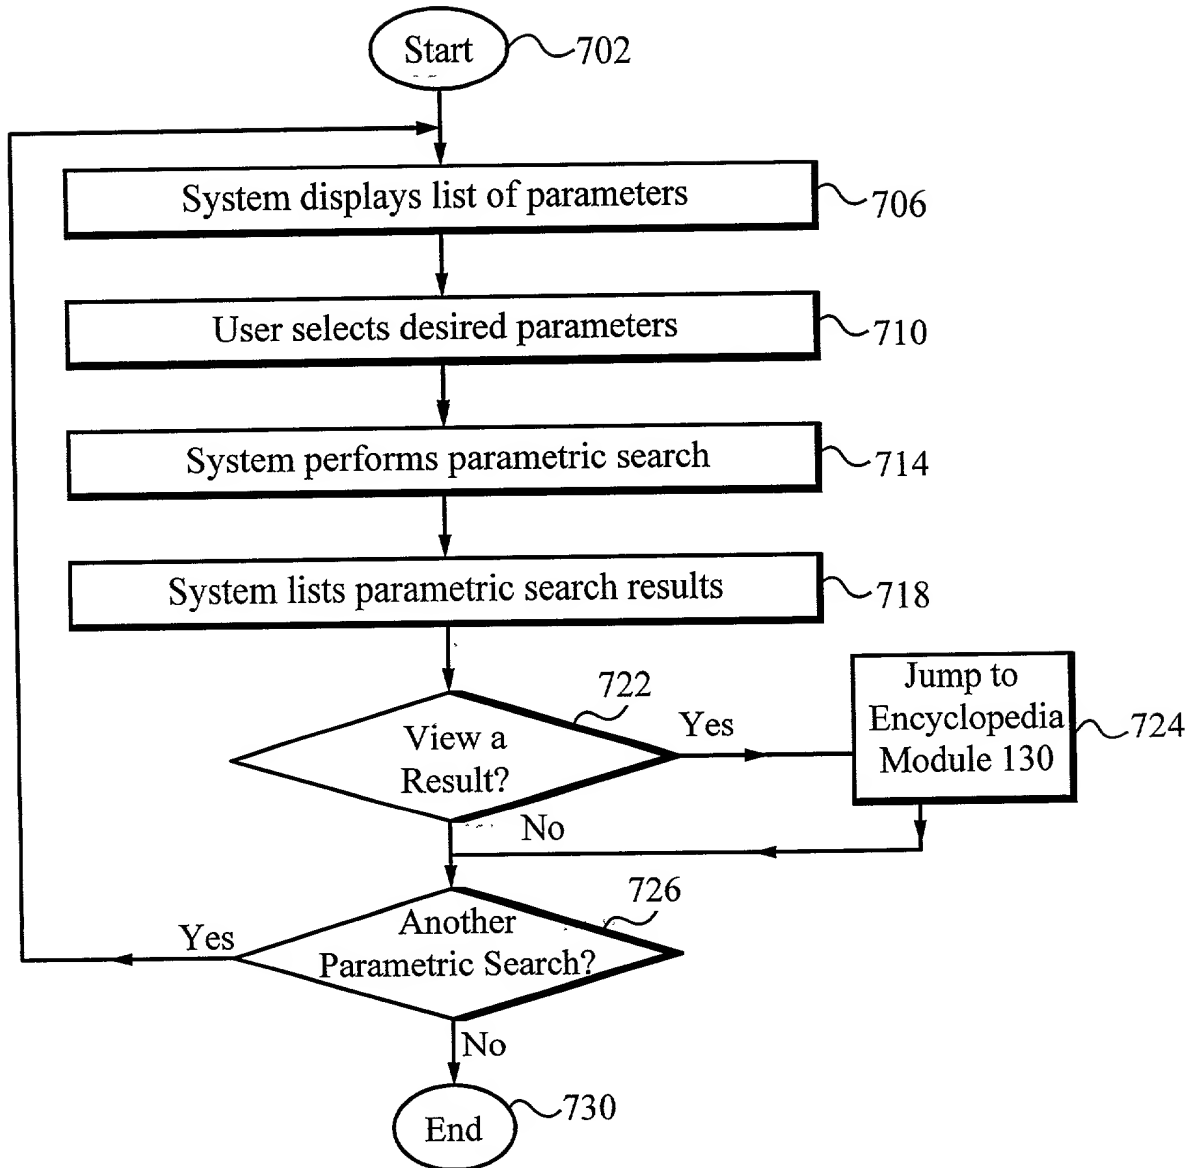 Start
702
System displays list of parameters
706
User selects desired parameters
710
System performs parametric search
714
System lists parametric search results
718
722
View a
Result?
Yes
Jump to
Encyclopedia
Module 130
724
No
726
Another
Parametric Search?
Yes
No
End
730